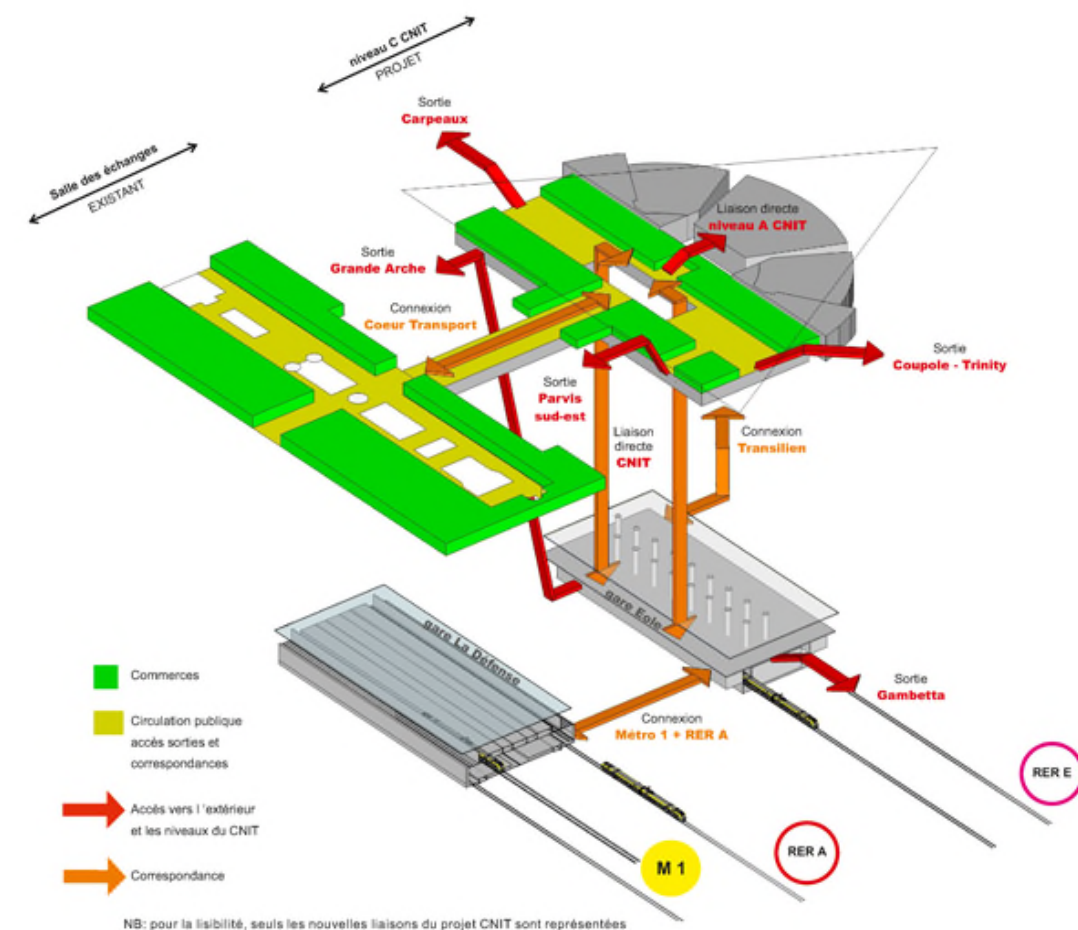 niveau C CNIT
PROJET
Salle des échanges
EXISTANT
Sortie
Carpeaux
Liaison directe
niveau A CNIT
Sortie
Grande Arche
Connexion
Coeur Transport
Sortie
Coupole - Trinity
Sortie
Parvis
sud-est
Liaison
directe
CNIT
Connexion
Transilien
gare Eole
gare La Défense
Sortie
Gambetta
Connexion
Métro 1 + RER A
Commerces
Circulation publique
accès sorties et
correspondances
Accès vers l 'extérieur
et les niveaux du CNIT
Correspondance
RER E
RER A
M 1
NB: pour la lisibilité, seuls les nouvelles liaisons du projet CNIT sont représentées